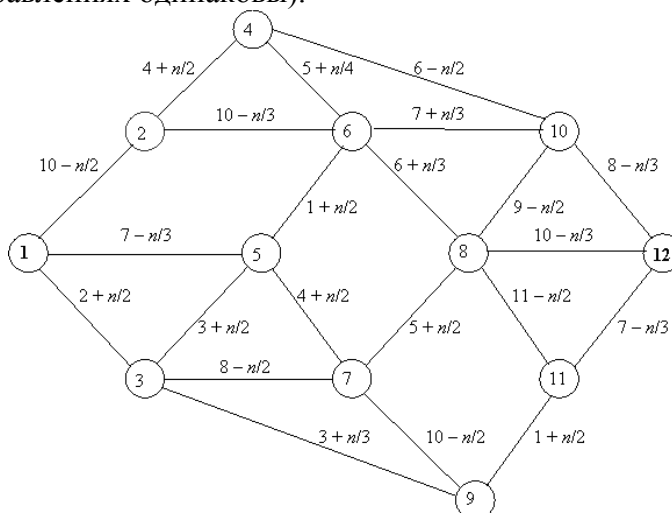 равлениях одинаковы).
4
4 + n/2
5 + n/4
6 – n/2
10 – n/3
7 + n/3
2
6
10
10 – n/2
6 + n/3
8 – n/3
1 + n/2
9 – n/2
7 – n/3
10 – n/3
1
5
8
12
2 + n/2
3 + n/2
4 + n/2
5 + n/2
11 – n/2
7 – n/3
8 – n/2
3
7
11
3 + n/3
10 – n/2
1 + n/2
9